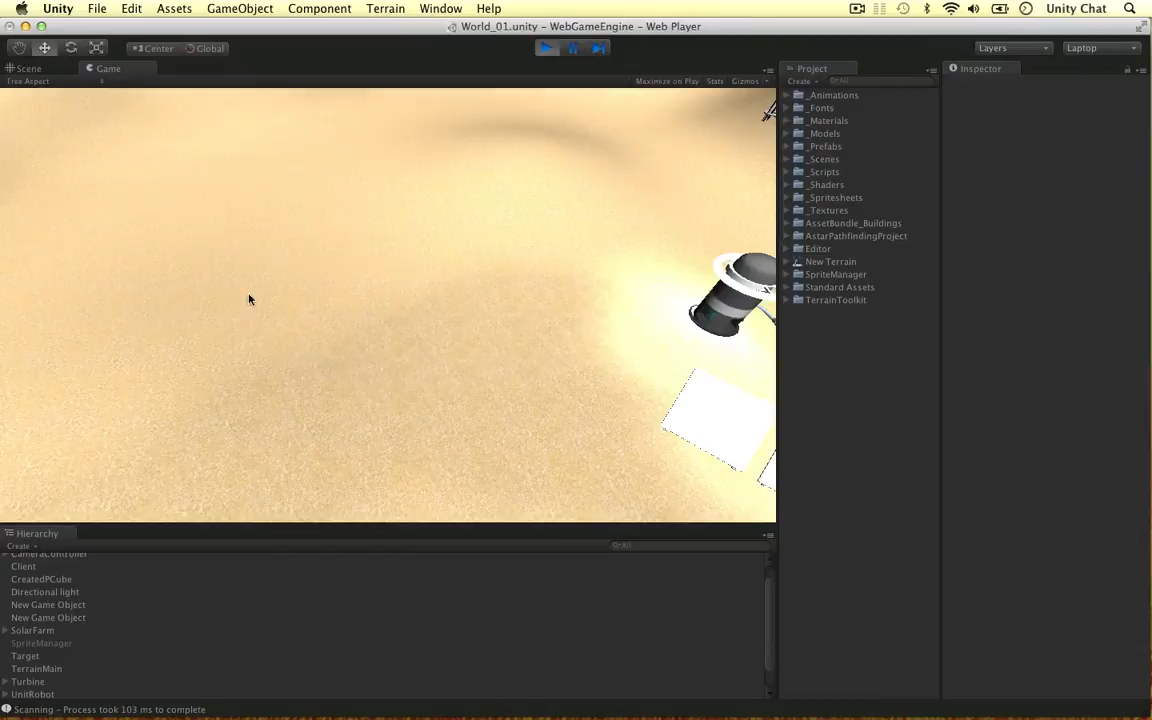 Unity File Edit Assets GameObject Component Terrain Window Help Unity Chat
World_01.unity - WebGameEngine - Web Player
Center Global Layers Laptop
Scene Game Project Inspector
Free Aspect Maximize on Play Stats Gizmos Create All
_Animations
_Fonts
_Materials
_Models
_Prefabs
_Scenes
_Scripts
_Shaders
_Spritesheets
_Textures
AssetBundle_Buildings
AstarPathfindingProject
Editor
New Terrain
SpriteManager
Standard Assets
TerrainToolkit
Hierarchy
Create All
CameraController
Client
CreatedPCube
Directional light
New Game Object
New Game Object
SolarFarm
SpriteManager
Target
TerrainMain
Turbine
UnitRobot
Scanning - Process took 103 ms to complete